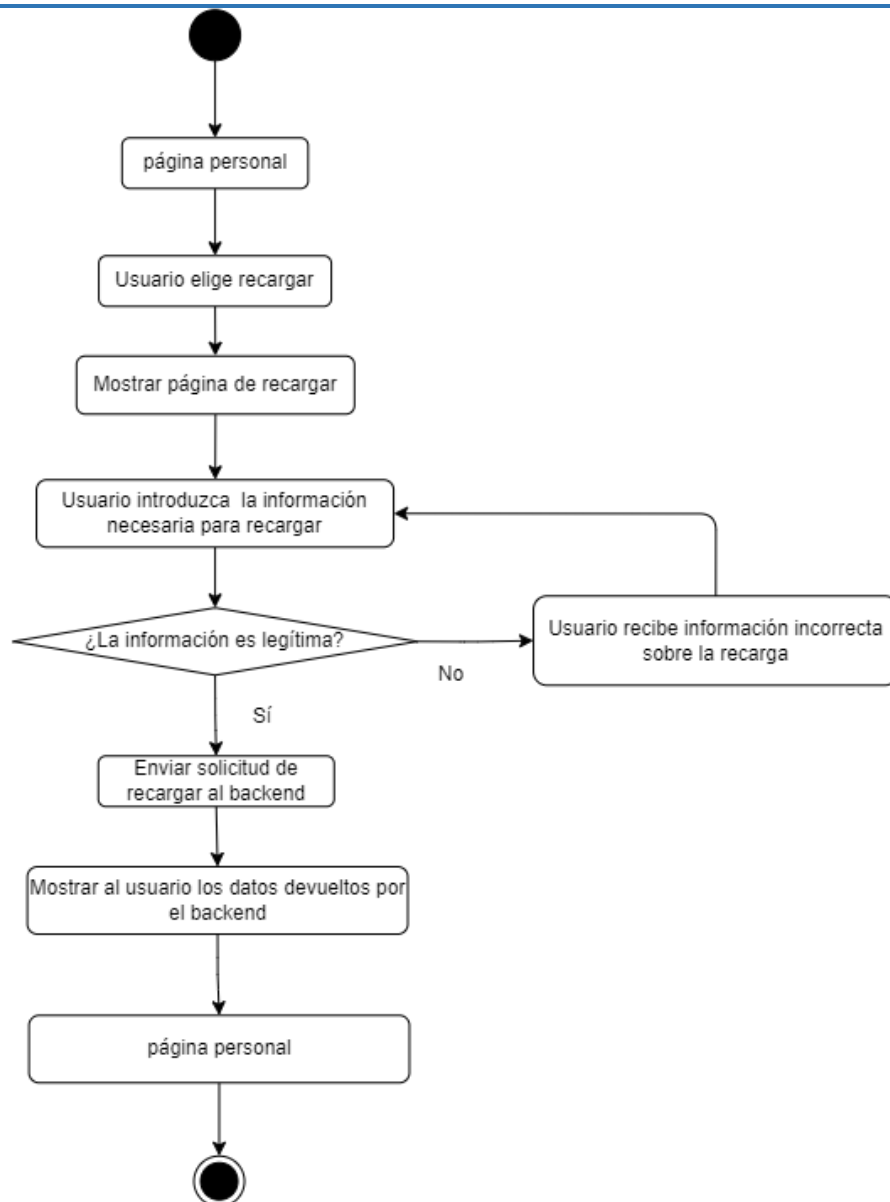 página personal
Usuario elige recargar
Mostrar página de recargar
Usuario introduzca la información
necesaria para recargar
¿La información es legítima?
Usuario recibe información incorrecta
sobre la recarga
No
Sí
Enviar solicitud de
recargar al backend
Mostrar al usuario los datos devueltos por
el backend
página personal